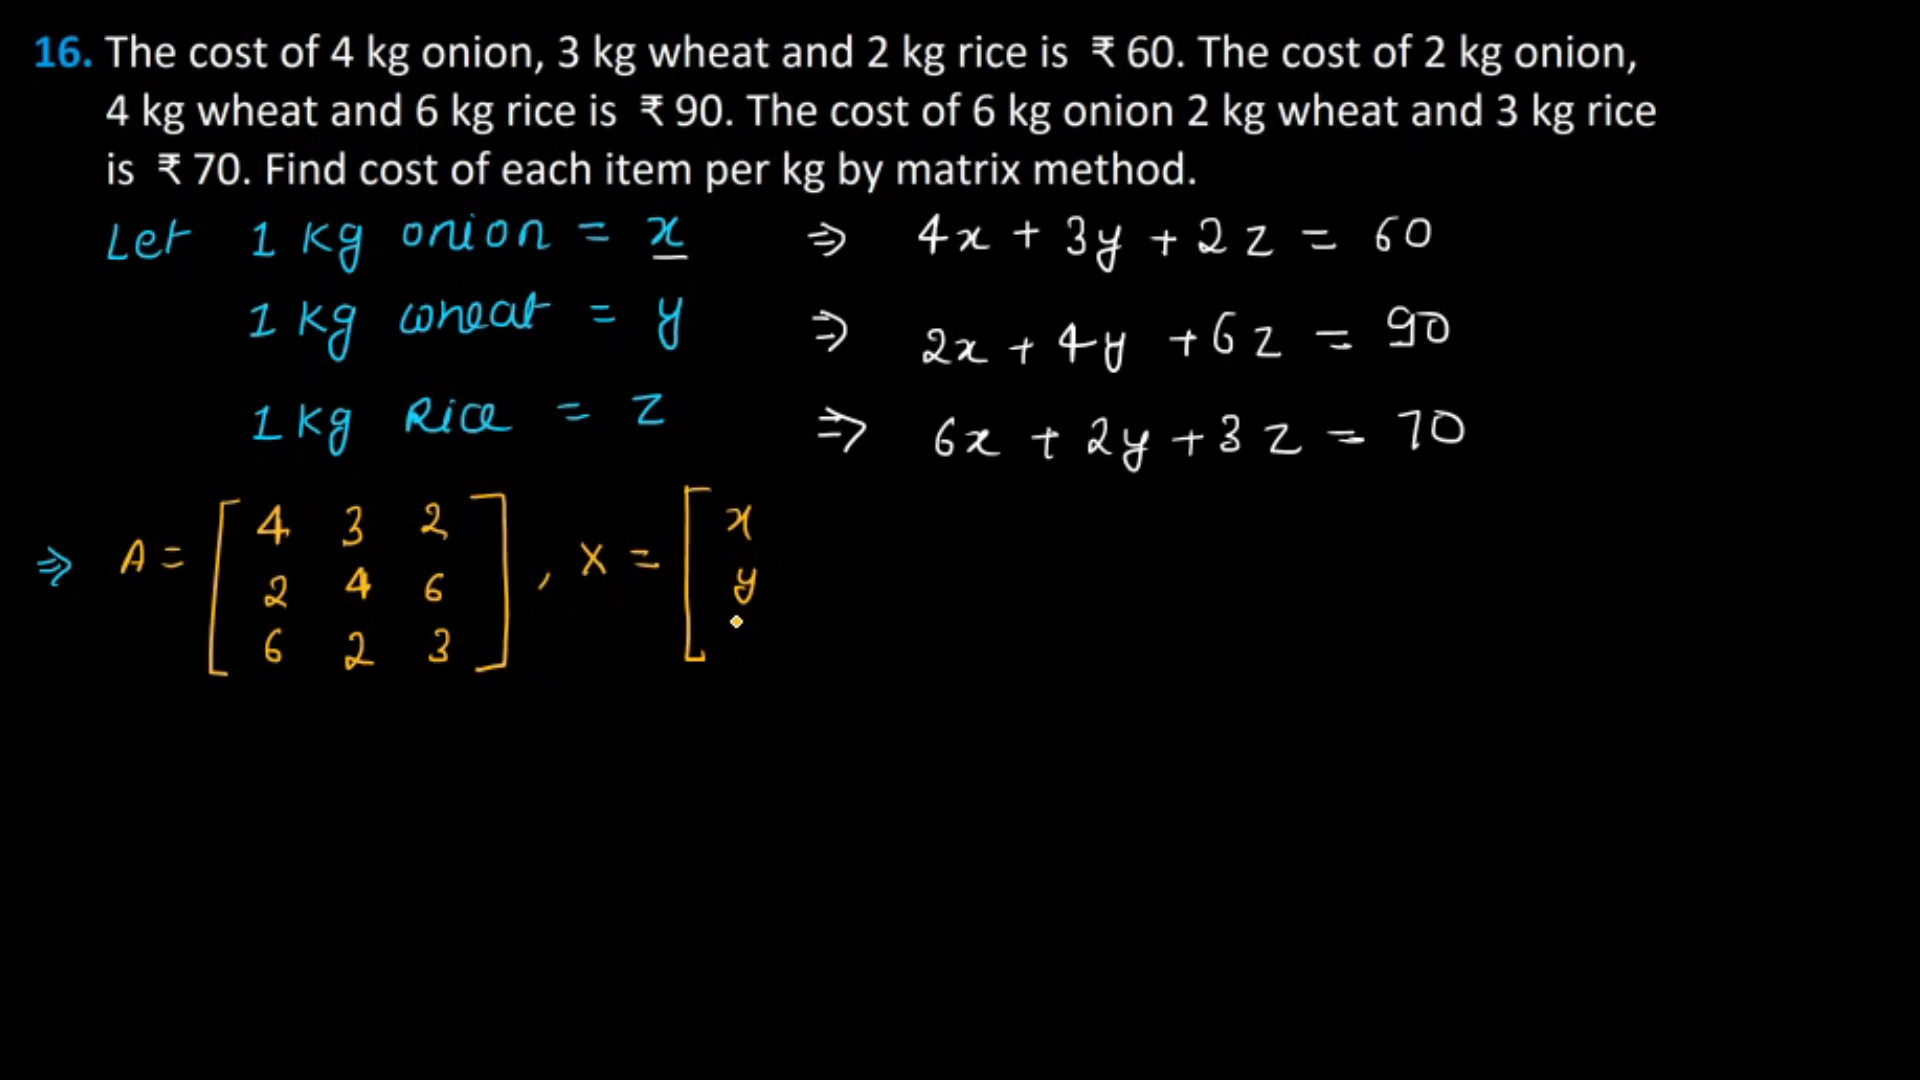 16. The cost of 4 kg onion, 3 kg wheat and 2 kg rice is ₹ 60. The cost of 2 kg onion,
4 kg wheat and 6 kg rice is ₹ 90. The cost of 6 kg onion 2 kg wheat and 3 kg rice
is ₹ 70. Find cost of each item per kg by matrix method.
Let 1 kg onion = x ⇒ 4x + 3y + 2z = 60
1 kg wheat = y ⇒ 2x + 4y + 6z = 90
1 kg Rice = z ⇒ 6x + 2y + 3z = 70
⇒ A = [ 4 3 2 ] , X = [ x
2 4 6 y
6 2 3